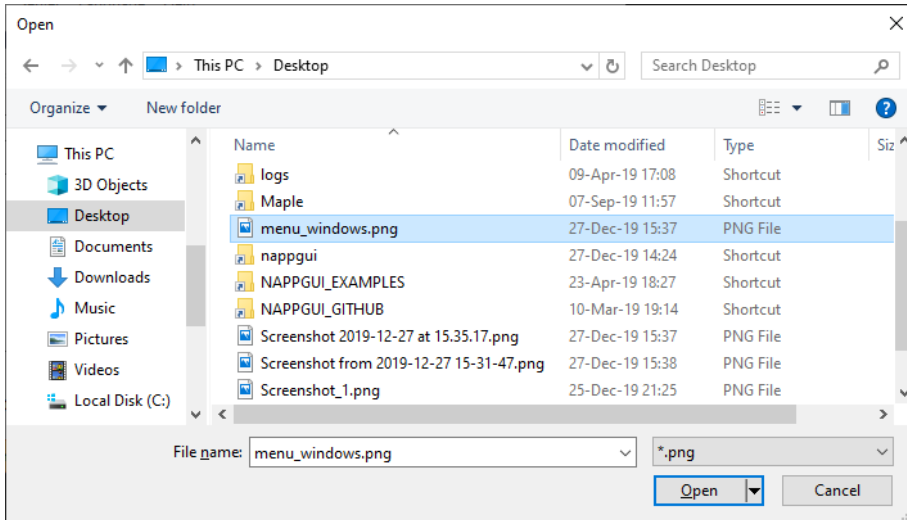 Open
This PC > Desktop
Search Desktop
Organize
New folder
?
This PC
3D Objects
Desktop
Documents
Downloads
Music
Pictures
Videos
Local Disk (C:)
Name Date modified Type Siz
logs 09-Apr-19 17:08 Shortcut
Maple 07-Sep-19 11:57 Shortcut
menu_windows.png 27-Dec-19 15:37 PNG File
nappgui 27-Dec-19 14:24 Shortcut
NAPPGUI_EXAMPLES 23-Apr-19 18:27 Shortcut
NAPPGUI_GITHUB 10-Mar-19 19:14 Shortcut
Screenshot 2019-12-27 at 15.35.17.png 27-Dec-19 15:37 PNG File
Screenshot from 2019-12-27 15-31-47.png 27-Dec-19 15:38 PNG File
Screenshot_1.png 25-Dec-19 21:25 PNG File
File name: menu_windows.png *.png
Open Cancel